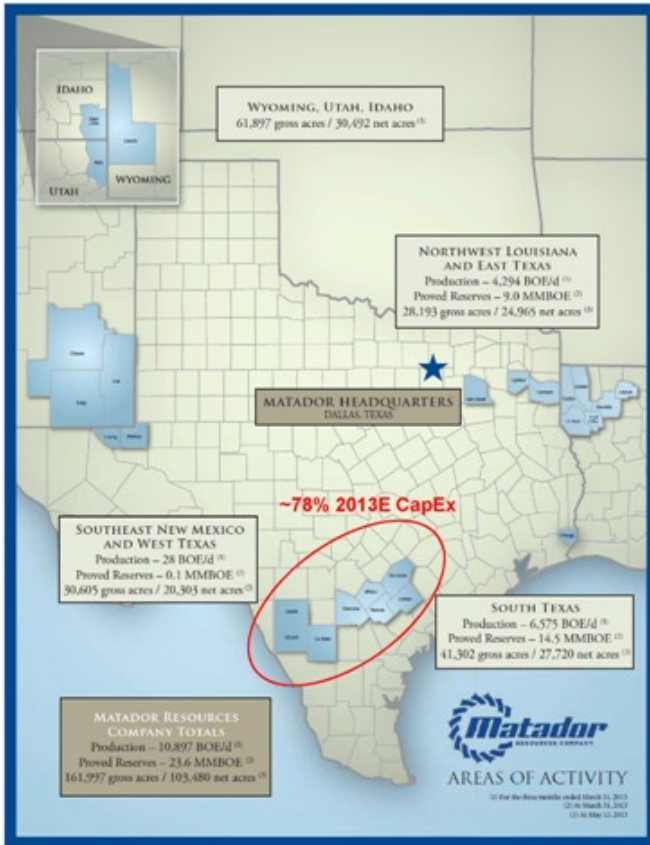 IDAHO
UTAH
WYOMING
WYOMING, UTAH, IDAHO
61,897 gross acres / 30,492 net acres (3)
NORTHWEST LOUISIANA
AND EAST TEXAS
Production – 4,294 BOE/d (1)
Proved Reserves – 9.0 MMBOE (2)
28,193 gross acres / 24,965 net acres (3)
MATADOR HEADQUARTERS
DALLAS, TEXAS
~78% 2013E CapEx
SOUTHEAST NEW MEXICO
AND WEST TEXAS
Production – 28 BOE/d
Proved Reserves – 0.1 MMBOE
30,605 gross acres / 20,303 net acres
SOUTH TEXAS
Production – 6,575 BOE/d
Proved Reserves – 14.5 MMBOE (2)
41,302 gross acres / 27,720 net acres (3)
MATADOR RESOURCES
COMPANY TOTALS
Production – 10,897 BOE/d
Proved Reserves – 23.6 MMBOE
161,997 gross acres / 103,480 net acres (3)
Matador
RESOURCES COMPANY
AREAS OF ACTIVITY
(1) For the three months ended March 31, 2013
(2) At March 31, 2013
(3) At May 2013